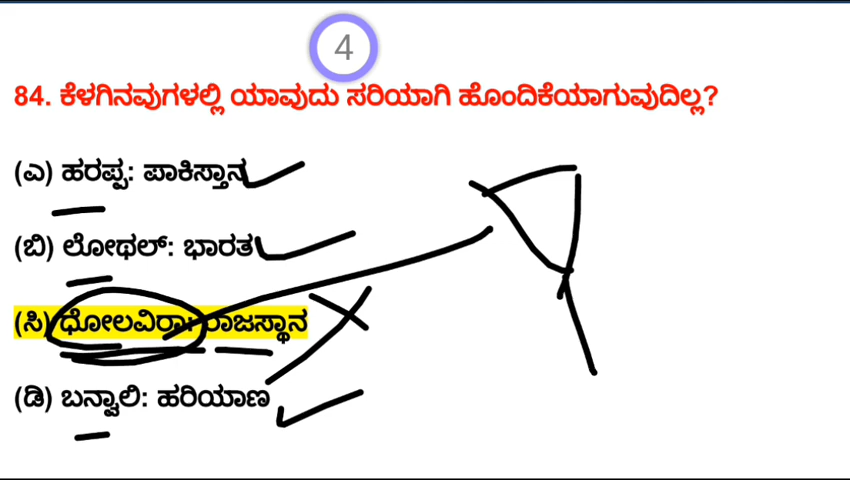 4
84. ಕೆಳಗಿನವುಗಳಲ್ಲಿ ಯಾವುದು ಸರಿಯಾಗಿ ಹೊಂದಿಕೆಯಾಗುವುದಿಲ್ಲ?
(ಎ) ಹರಪ್ಪ: ಪಾಕಿಸ್ತಾನ
(ಬಿ) ಲೋಥಲ್: ಭಾರತ
(ಸಿ) ಧೋಲವಿರಾ: ರಾಜಸ್ಥಾನ
(ಡಿ) ಬನ್ವಾಲಿ: ಹರಿಯಾಣ